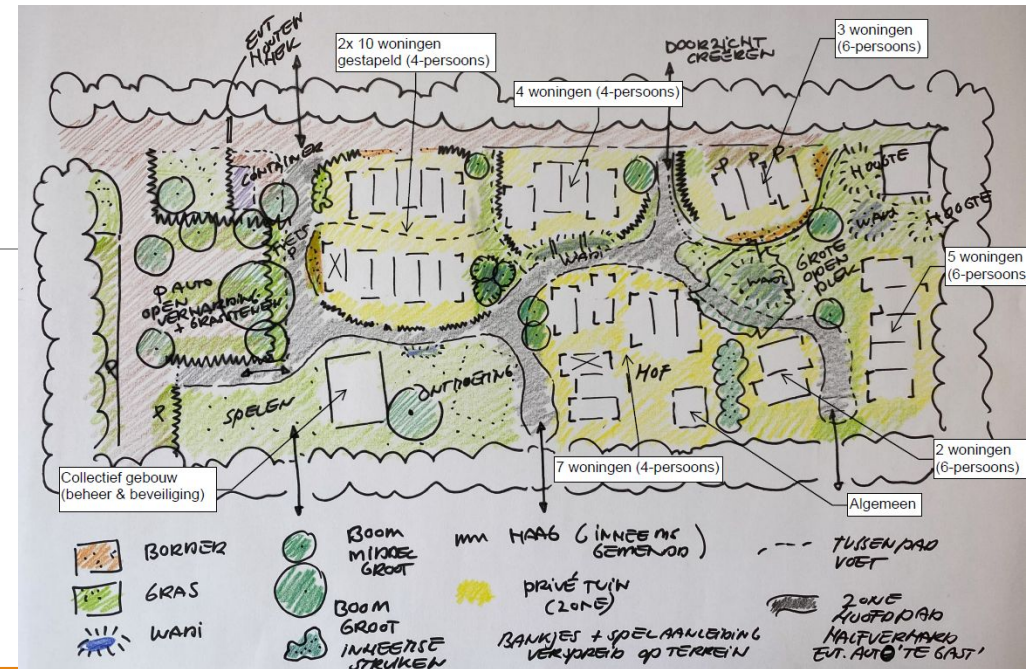 EVT
HOUTEN
HEK
2x 10 woningen
gestapeld (4-persoons)
DOORZICHT
CREËREN
3 woningen
(6-persoons)
4 woningen (4-persoons)
CONTAINER
P
P
P
HOOGTE
WADI
HOOGTE
FIETS
P
WADI
GROTE
OPEN
PLEK
WADI
5 woningen
(6-persoons)
P AUTO
OPEN
VERHARDING
+ GRASSTENEN
P
HOF
ONTMOETING
SPELEN
P
2 woningen
(6-persoons)
Collectief gebouw
(beheer & beveiliging)
7 woningen (4-persoons)
Algemeen
BORDER
GRAS
WADI
BOOM
MIDDEL
GROOT
BOOM
GROOT
INHEEMSE
STRUIKEN
HAAG (INHEEMS
GEMENGD)
PRIVÉ TUIN
(ZONE)
BANKJES + SPELAANLEIDING
VERSPREID OP TERREIN
TUSSENPAD
VOET
ZONE
HOOFDPAD
HALFVERHARD
EVT. AUTO 'TE GAST'